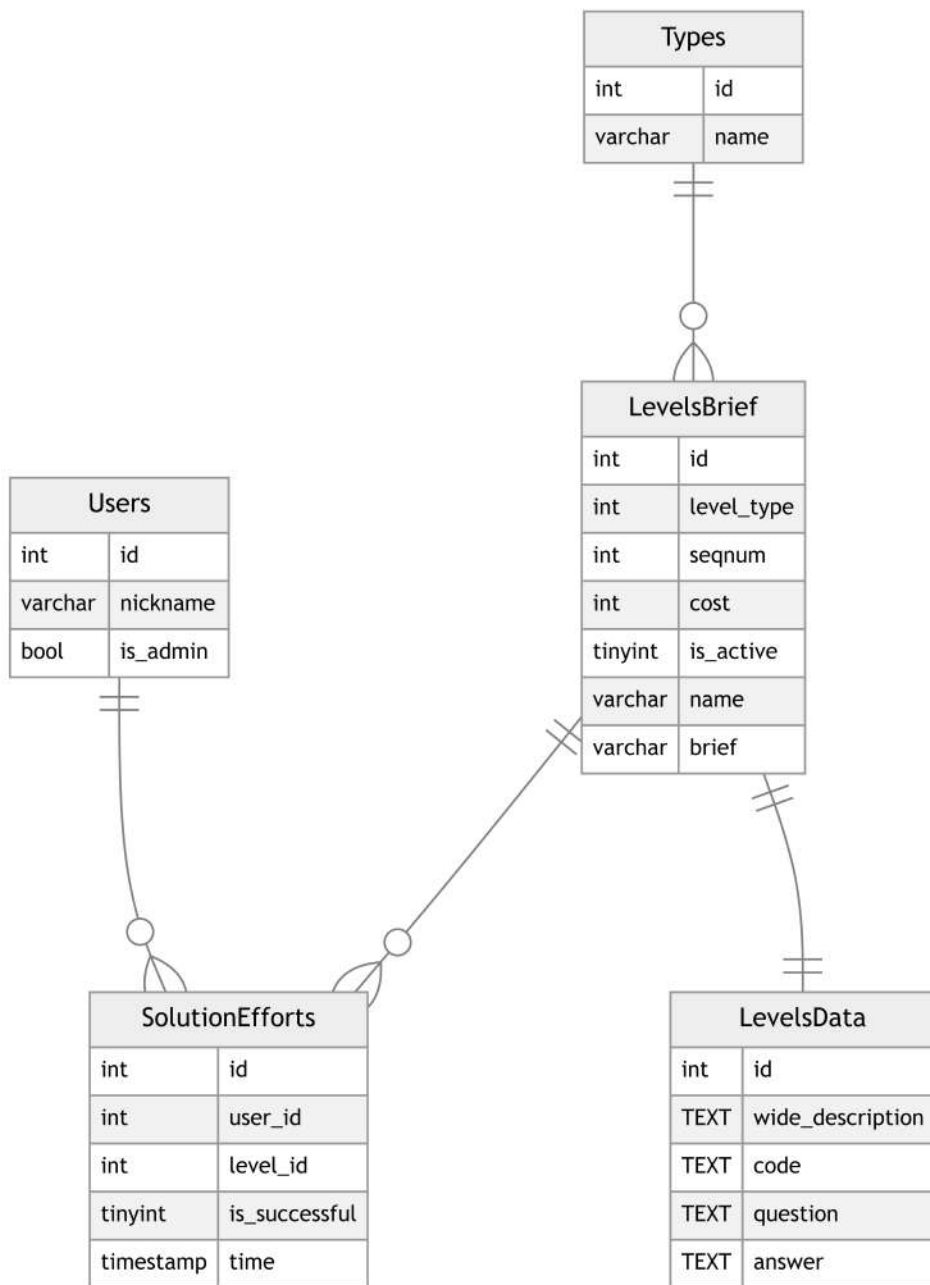 Types
int id
varchar name
LevelsBrief
int id
int level_type
int seqnum
int cost
tinyint is_active
varchar name
varchar brief
Users
int id
varchar nickname
bool is_admin
SolutionEfforts
int id
int user_id
int level_id
tinyint is_successful
timestamp time
LevelsData
int id
TEXT wide_description
TEXT code
TEXT question
TEXT answer